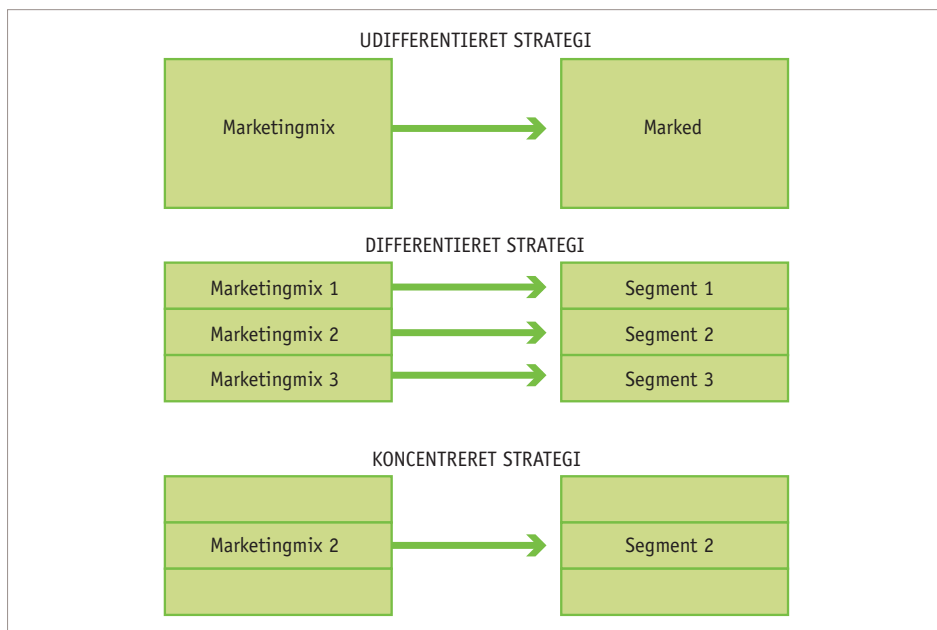 UDIFFERENTIERET STRATEGI
Marketingmix
Marked
DIFFERENTIERET STRATEGI
Marketingmix 1
Segment 1
Marketingmix 2
Segment 2
Marketingmix 3
Segment 3
KONCENTRERET STRATEGI
Marketingmix 2
Segment 2